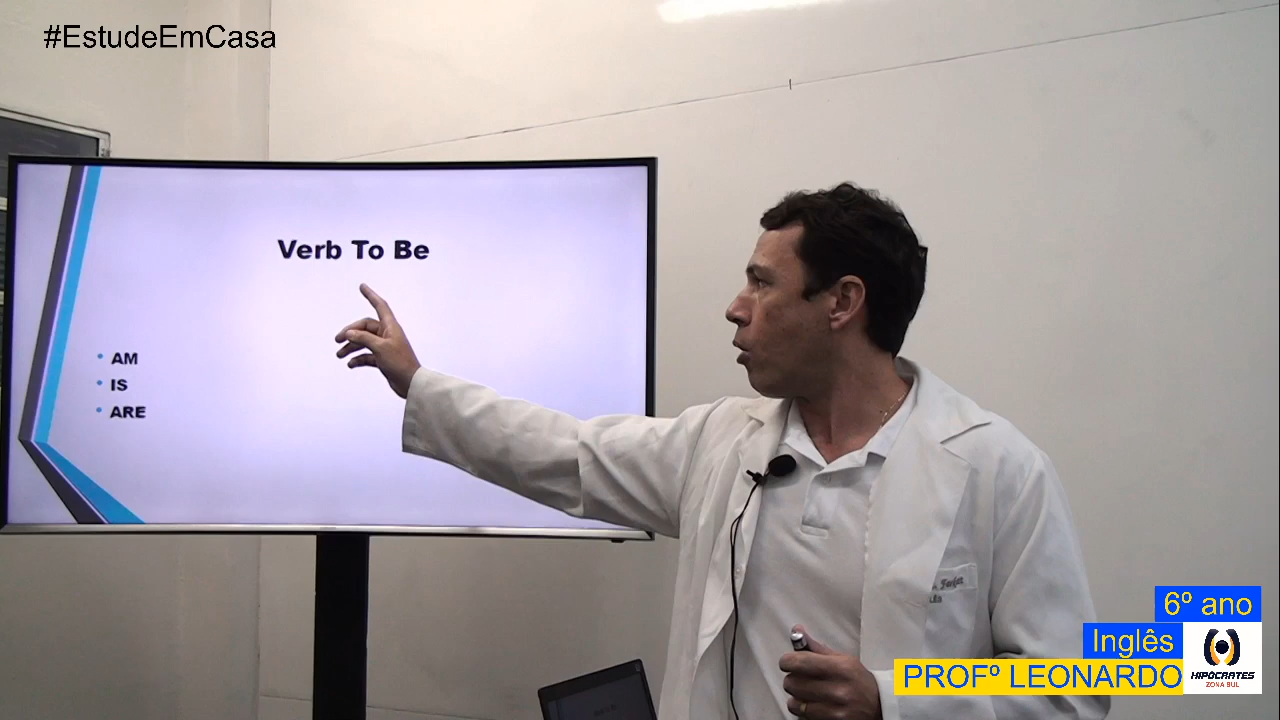 #EstudeEmCasa
Verb To Be
AM
IS
ARE
6º ano
Inglês
PROFº LEONARDO
HIPÓCRATES
ZONA SUL